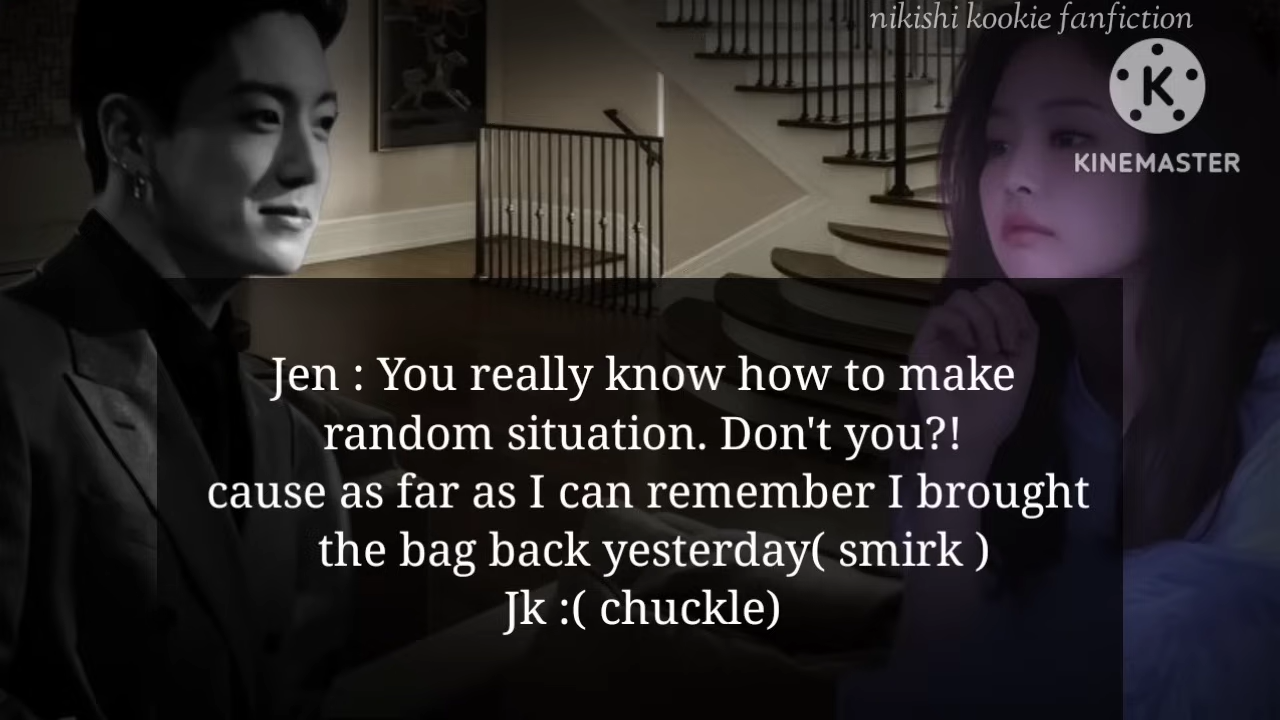 nikishi kookie fanfiction
K
KINEMASTER
Jen : You really know how to make
random situation. Don't you?!
cause as far as I can remember I brought
the bag back yesterday( smirk )
Jk :( chuckle)